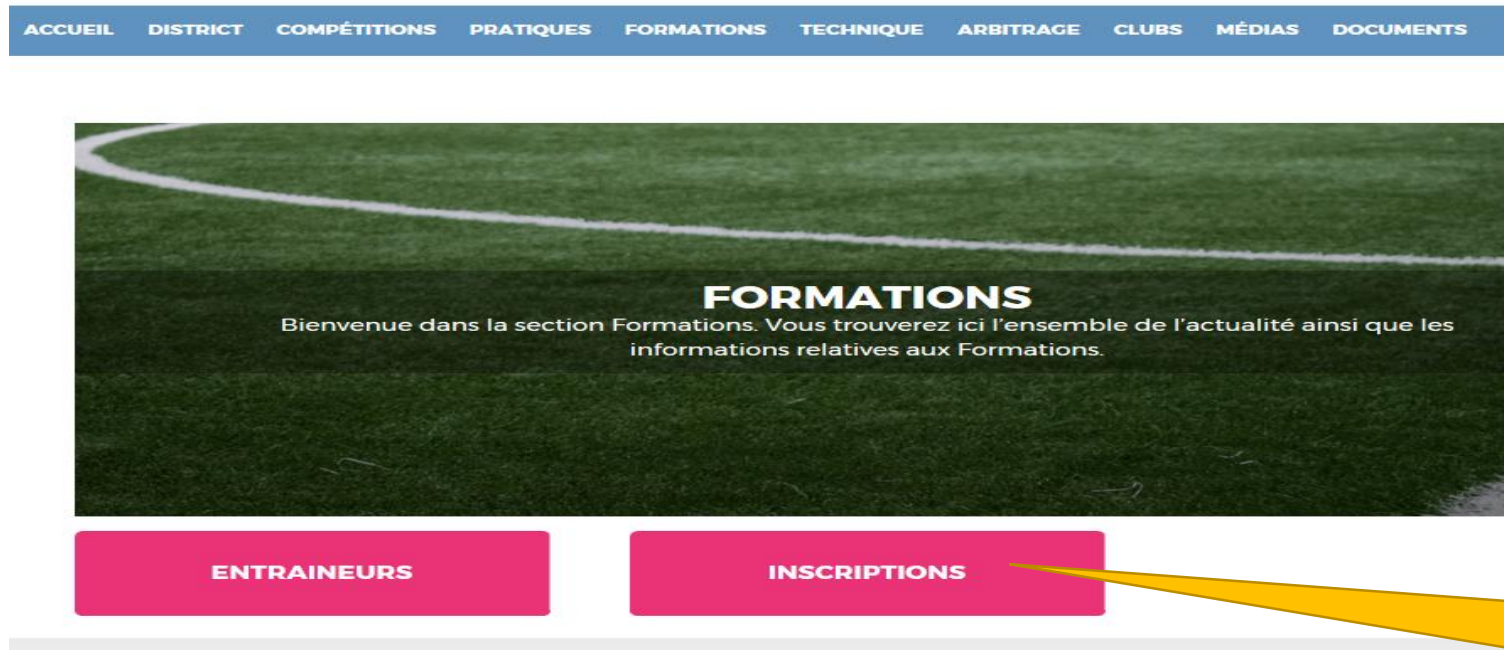 ACCUEIL DISTRICT COMPÉTITIONS PRATIQUES FORMATIONS TECHNIQUE ARBITRAGE CLUBS MÉDIAS DOCUMENTS
FORMATIONS
Bienvenue dans la section Formations. Vous trouverez ici l'ensemble de l'actualité ainsi que les
informations relatives aux Formations.
ENTRAINEURS INSCRIPTIONS